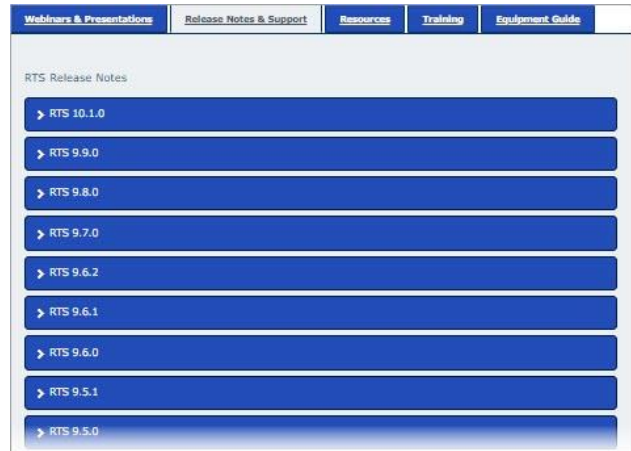 Webinars & Presentations Release Notes & Support Resources Training Equipment Guide
RTS Release Notes
RTS 10.1.0
RTS 9.9.0
RTS 9.8.0
RTS 9.7.0
RTS 9.6.2
RTS 9.6.1
RTS 9.6.0
RTS 9.5.1
RTS 9.5.0